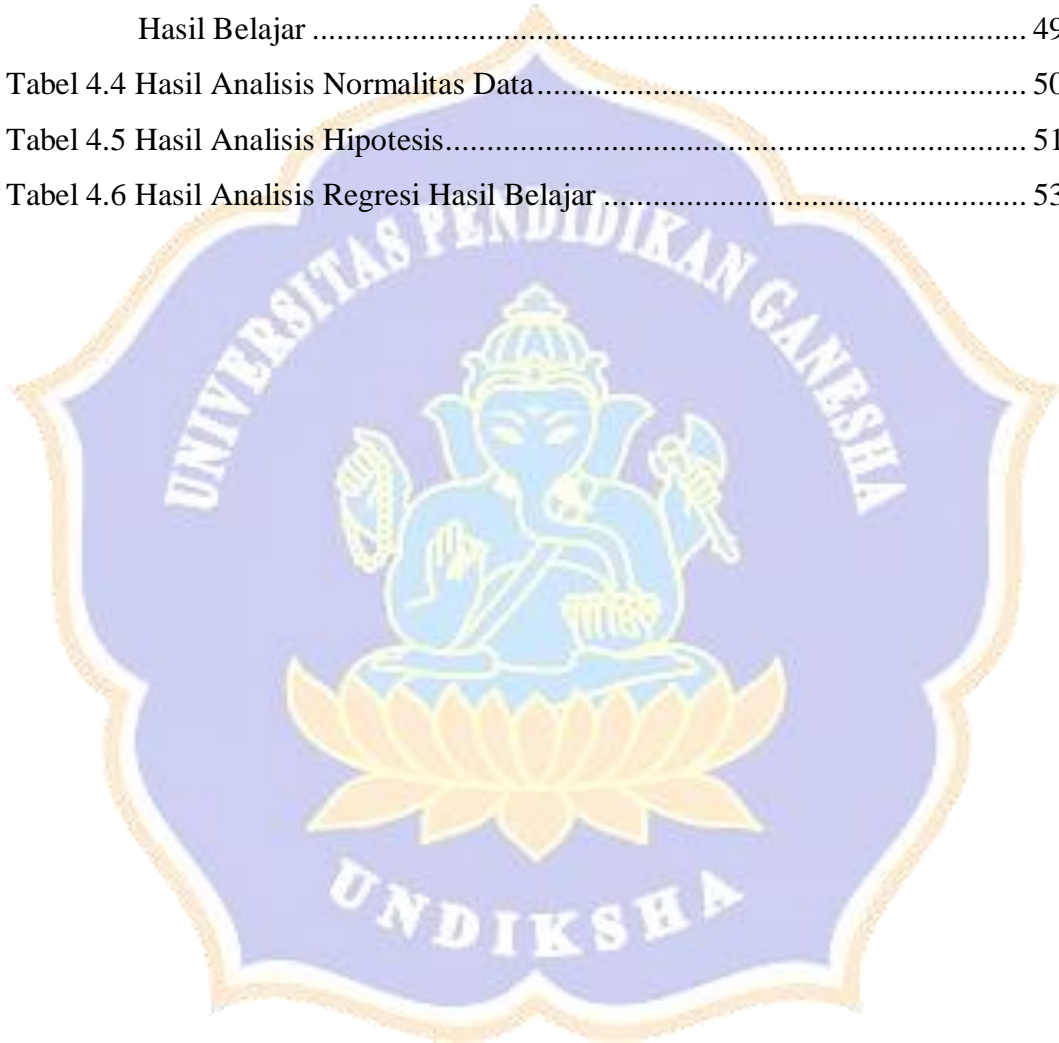 Hasil Belajar ........................................................................................ 49
Tabel 4.4 Hasil Analisis Normalitas Data ............................................................ 50
Tabel 4.5 Hasil Analisis Hipotesis....................................................................... 51
Tabel 4.6 Hasil Analisis Regresi Hasil Belajar .................................................... 53
UNIVERSITAS PENDIDIKAN GANESHA
UNDIKSHA